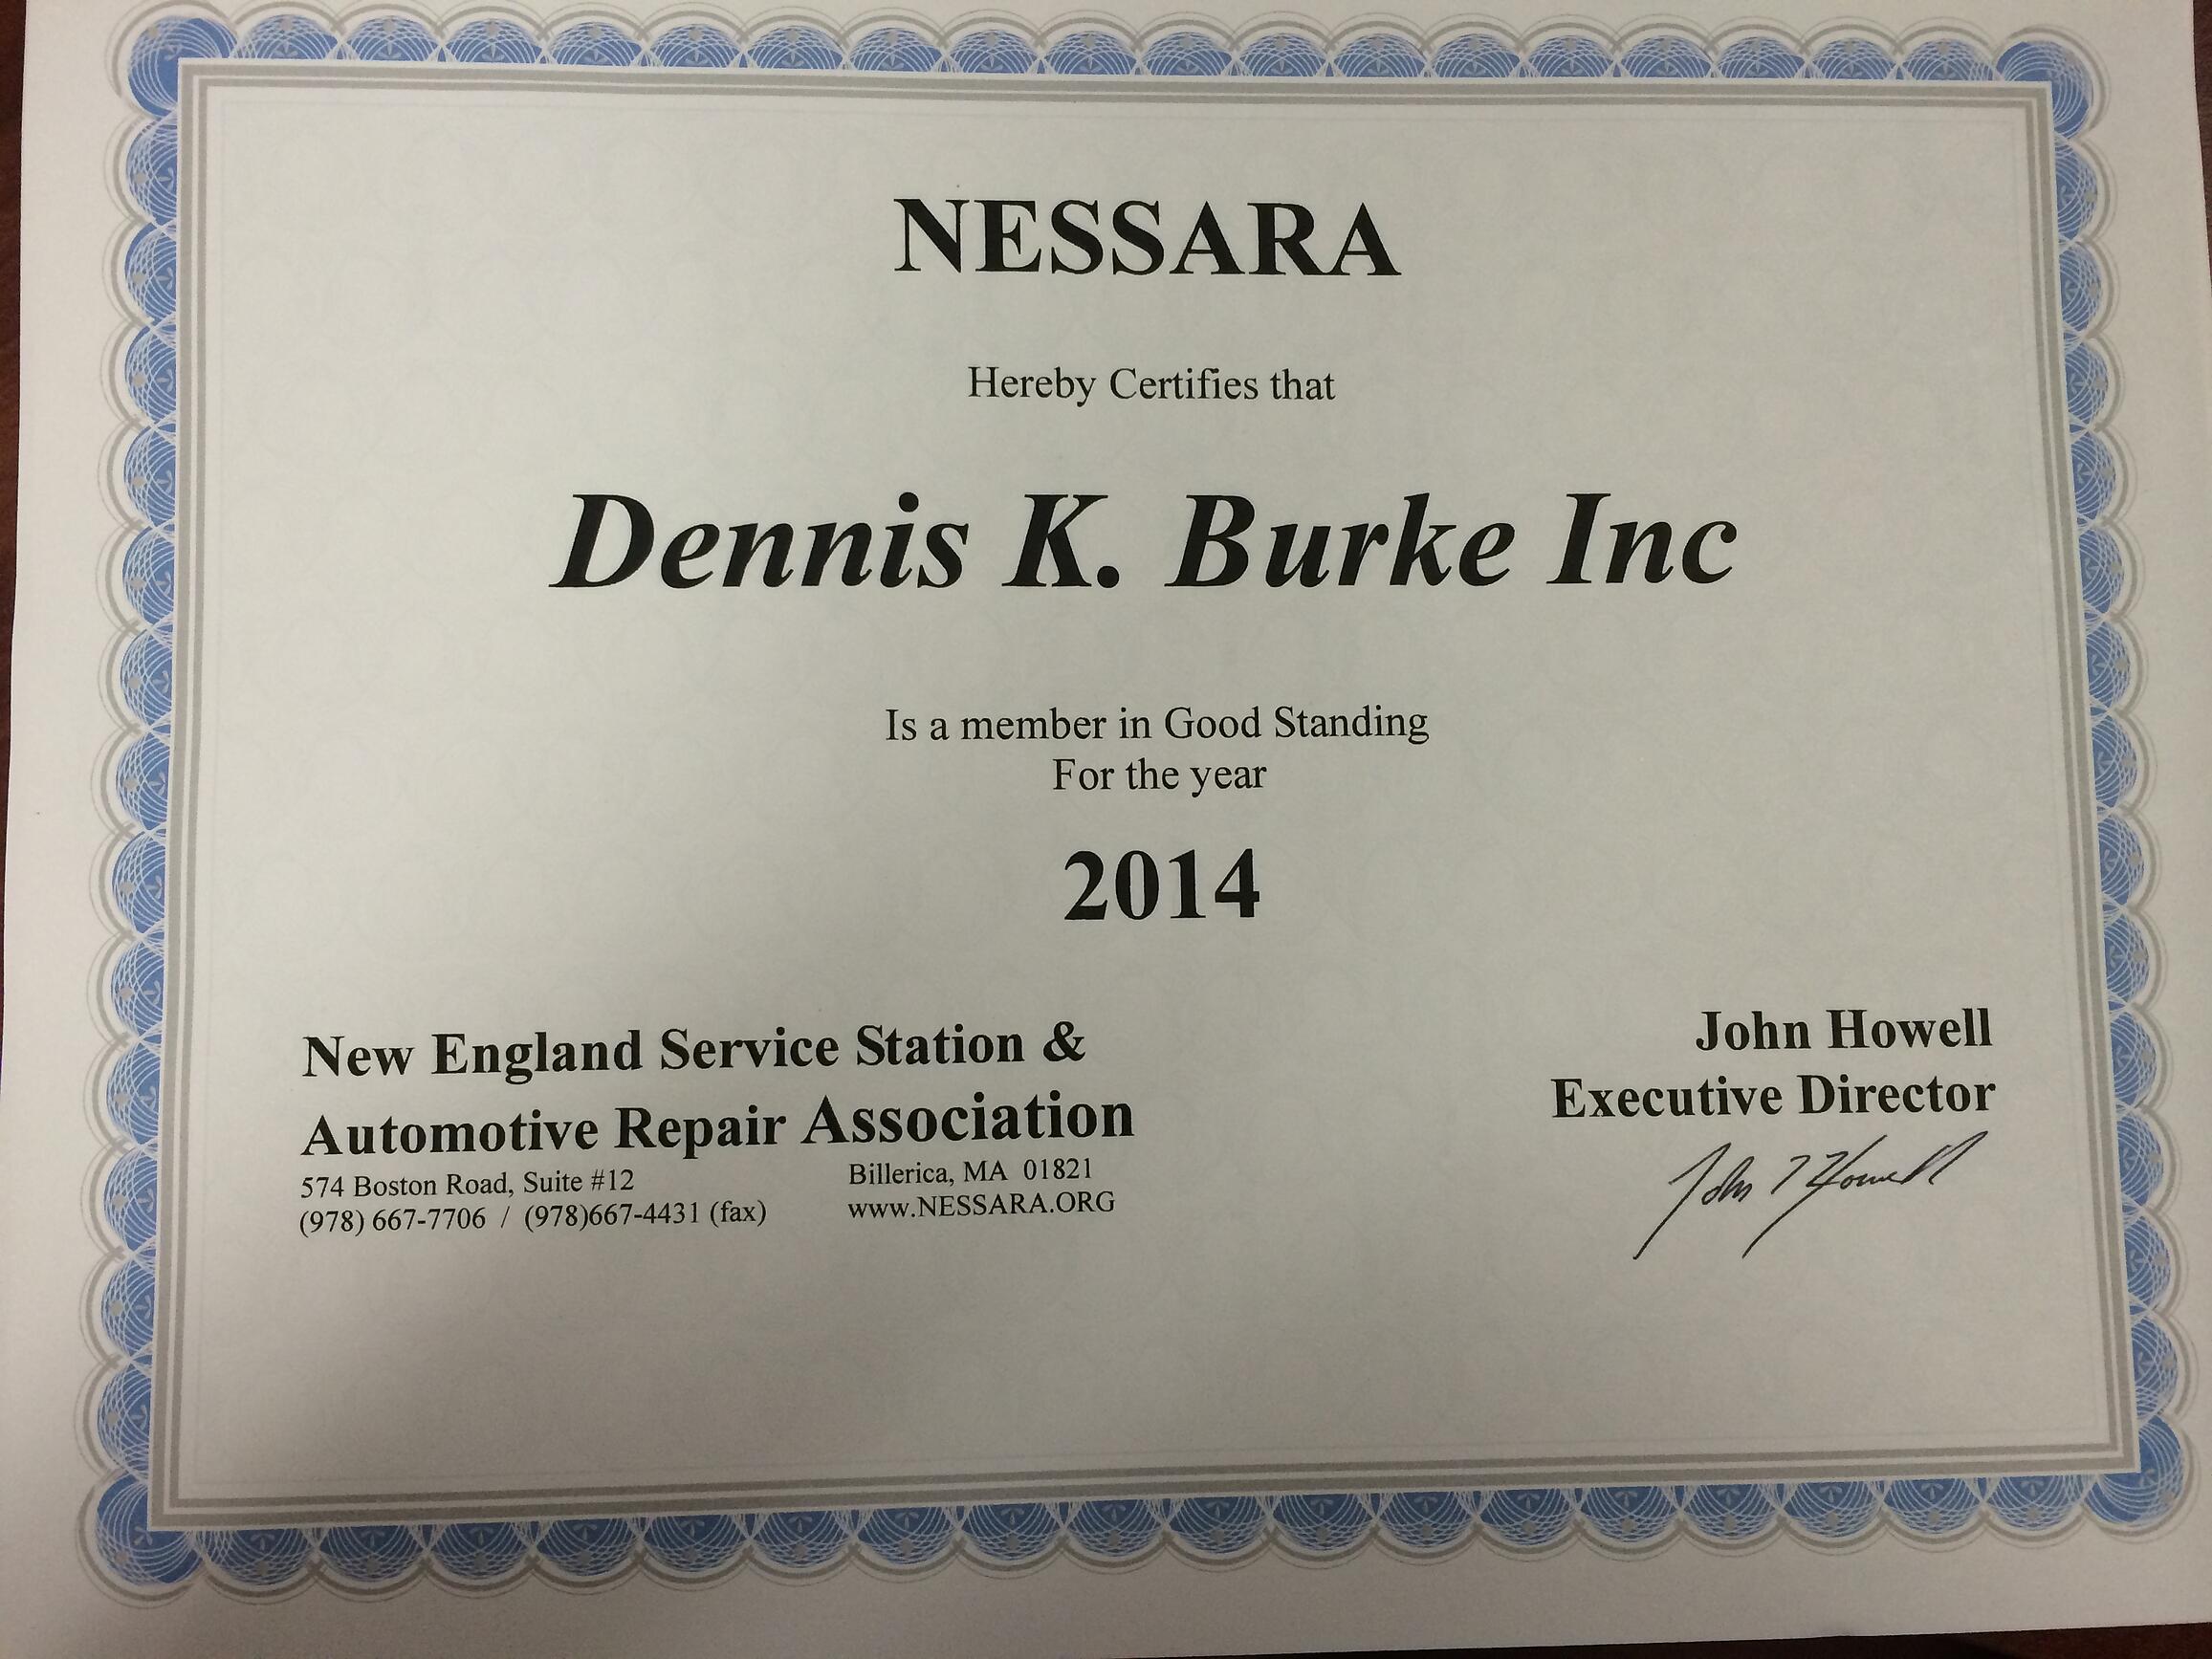 NESSARA
Hereby Certifies that
Dennis K. Burke Inc
Is a member in Good Standing
For the year
2014
New England Service Station &
Automotive Repair Association
574 Boston Road, Suite #12 Billerica, MA 01821
(978) 667-7706 / (978)667-4431 (fax) www.NESSARA.ORG
John Howell
Executive Director
John T Howell